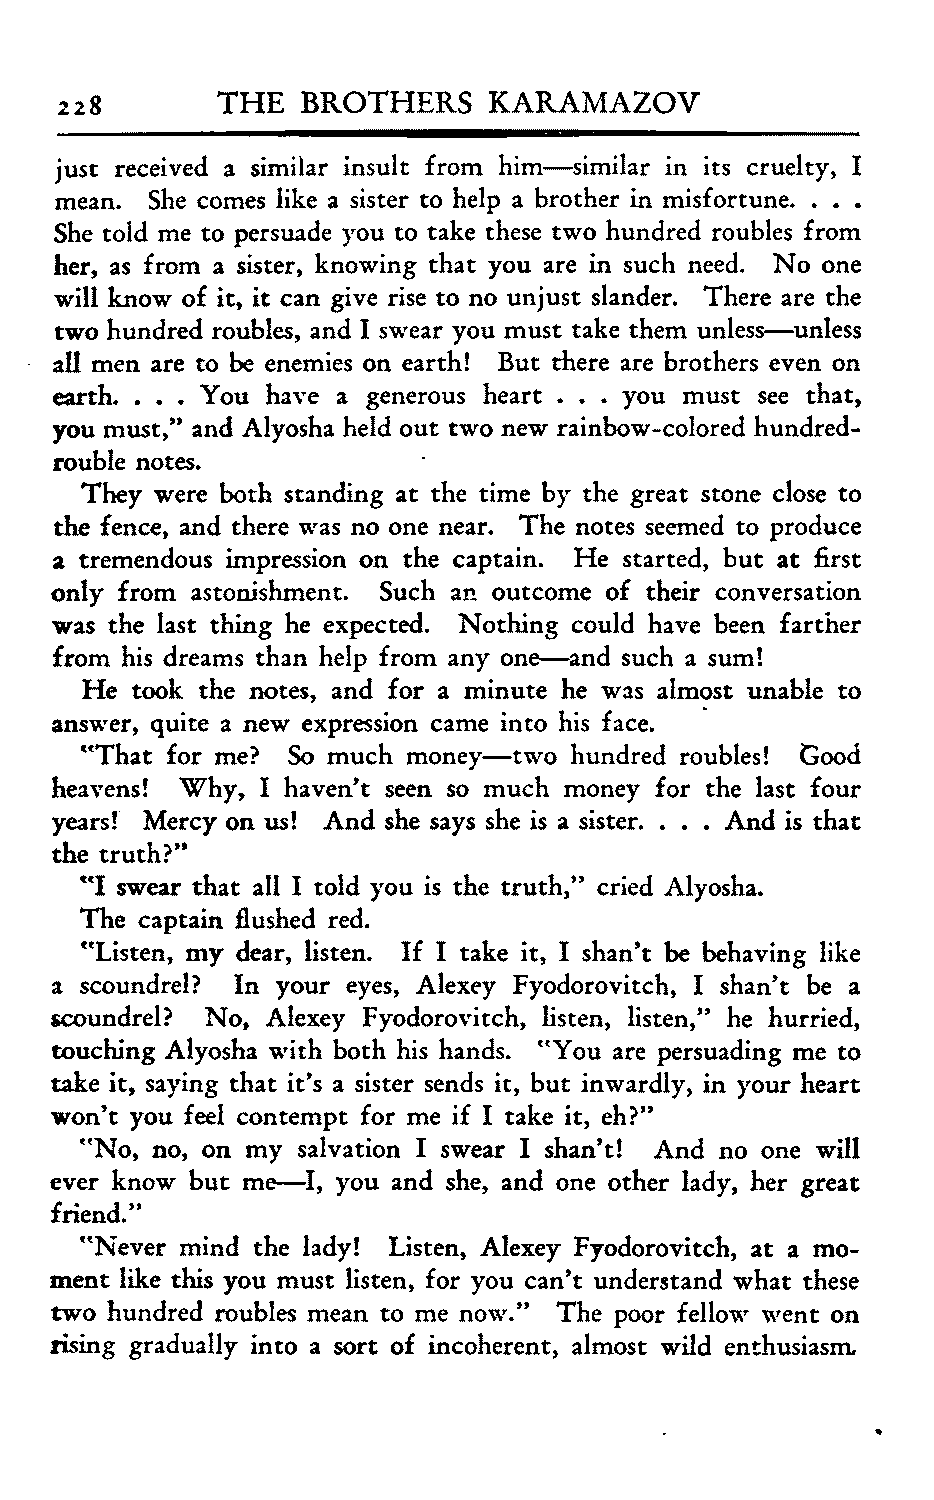 228 THE BROTHERS KARAMAZOV
just received a similar insult from him—similar in its cruelty, I
mean. She comes like a sister to help a brother in misfortune. . . .
She told me to persuade you to take these two hundred roubles from
her, as from a sister, knowing that you are in such need. No one
will know of it, it can give rise to no unjust slander. There are the
two hundred roubles, and I swear you must take them unless—unless
all men are to be enemies on earth! But there are brothers even on
earth. . . . You have a generous heart . . . you must see that,
you must,” and Alyosha held out two new rainbow-colored hundred-
rouble notes.
They were both standing at the time by the great stone close to
the fence, and there was no one near. The notes seemed to produce
a tremendous impression on the captain. He started, but at first
only from astonishment. Such an outcome of their conversation
was the last thing he expected. Nothing could have been farther
from his dreams than help from any one—and such a sum!
He took the notes, and for a minute he was almost unable to
answer, quite a new expression came into his face.
“That for me? So much money—two hundred roubles! Good
heavens! Why, I haven’t seen so much money for the last four
years! Mercy on us! And she says she is a sister. . . . And is that
the truth?”
“I swear that all I told you is the truth,” cried Alyosha.
The captain flushed red.
“Listen, my dear, listen. If I take it, I shan’t be behaving like
a scoundrel? In your eyes, Alexey Fyodorovitch, I shan’t be a
scoundrel? No, Alexey Fyodorovitch, listen, listen,” he hurried,
touching Alyosha with both his hands. “You are persuading me to
take it, saying that it’s a sister sends it, but inwardly, in your heart
won’t you feel contempt for me if I take it, eh?”
“No, no, on my salvation I swear I shan’t! And no one will
ever know but me—I, you and she, and one other lady, her great
friend.”
“Never mind the lady! Listen, Alexey Fyodorovitch, at a mo-
ment like this you must listen, for you can’t understand what these
two hundred roubles mean to me now.” The poor fellow went on
rising gradually into a sort of incoherent, almost wild enthusiasm.